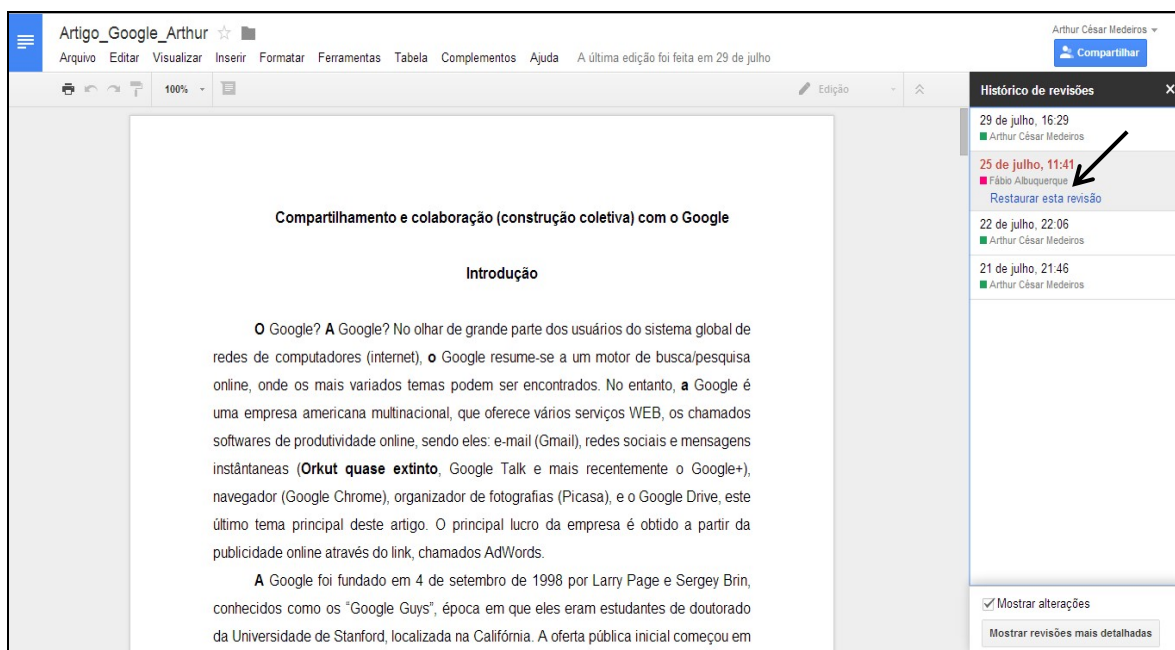 Artigo_Google_Arthur
Arthur César Medeiros
Arquivo Editar Visualizar Inserir Formatar Ferramentas Tabela Complementos Ajuda A última edição foi feita em 29 de julho
Compartilhar
100%
Edição
Histórico de revisões
29 de julho, 16:29
Arthur César Medeiros
25 de julho, 11:41
Fábio Albuquerque
Restaurar esta revisão
22 de julho, 22:06
Arthur César Medeiros
21 de julho, 21:46
Arthur César Medeiros
Compartilhamento e colaboração (construção coletiva) com o Google
Introdução
O Google? A Google? No olhar de grande parte dos usuários do sistema global de
redes de computadores (internet), o Google resume-se a um motor de busca/pesquisa
online, onde os mais variados temas podem ser encontrados. No entanto, a Google é
uma empresa americana multinacional, que oferece vários serviços WEB, os chamados
softwares de produtividade online, sendo eles: e-mail (Gmail), redes sociais e mensagens
instântaneas (Orkut quase extinto, Google Talk e mais recentemente o Google+),
navegador (Google Chrome), organizador de fotografias (Picasa), e o Google Drive, este
último tema principal deste artigo. O principal lucro da empresa é obtido a partir da
publicidade online através do link, chamados AdWords.
A Google foi fundado em 4 de setembro de 1998 por Larry Page e Sergey Brin,
conhecidos como os “Google Guys”, época em que eles eram estudantes de doutorado
da Universidade de Stanford, localizada na Califórnia. A oferta pública inicial começou em
Mostrar alterações
Mostrar revisões mais detalhadas